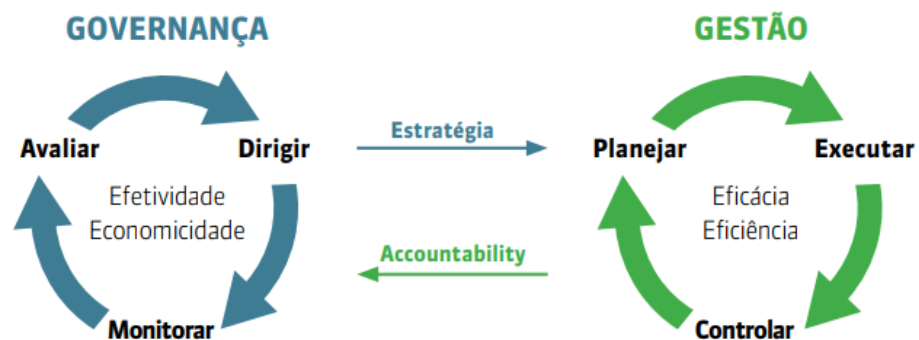 GOVERNANÇA
Avaliar
Dirigir
Efetividade
Economicidade
Monitorar
Estratégia
Accountability
GESTÃO
Planejar
Executar
Eficácia
Eficiência
Controlar